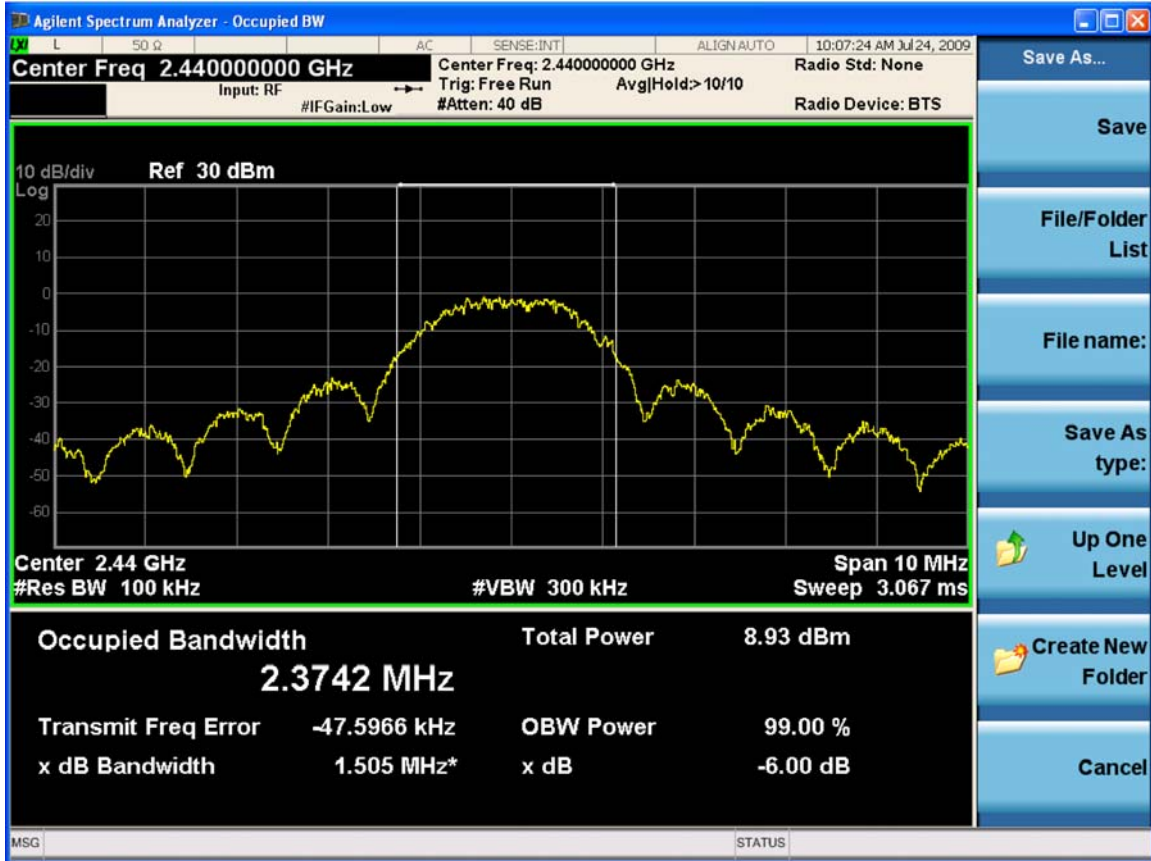 Agilent Spectrum Analyzer - Occupied BW
LXI L 50 Ω AC SENSE:INT ALIGNAUTO 10:07:24 AM Jul 24, 2009
Center Freq 2.440000000 GHz
Center Freq: 2.440000000 GHz
Radio Std: None
Input: RF
Trig: Free Run Avg|Hold:>10/10
#IFGain:Low
#Atten: 40 dB
Radio Device: BTS
10 dB/div Ref 30 dBm
Log
20
10
0
-10
-20
-30
-40
-50
-60
Center 2.44 GHz Span 10 MHz
#Res BW 100 kHz #VBW 300 kHz Sweep 3.067 ms
Occupied Bandwidth
2.3742 MHz
Total Power 8.93 dBm
Transmit Freq Error -47.5966 kHz OBW Power 99.00 %
x dB Bandwidth 1.505 MHz* x dB -6.00 dB
MSG STATUS
Save As...
Save
File/Folder
List
File name:
Save As
type:
Up One
Level
Create New
Folder
Cancel